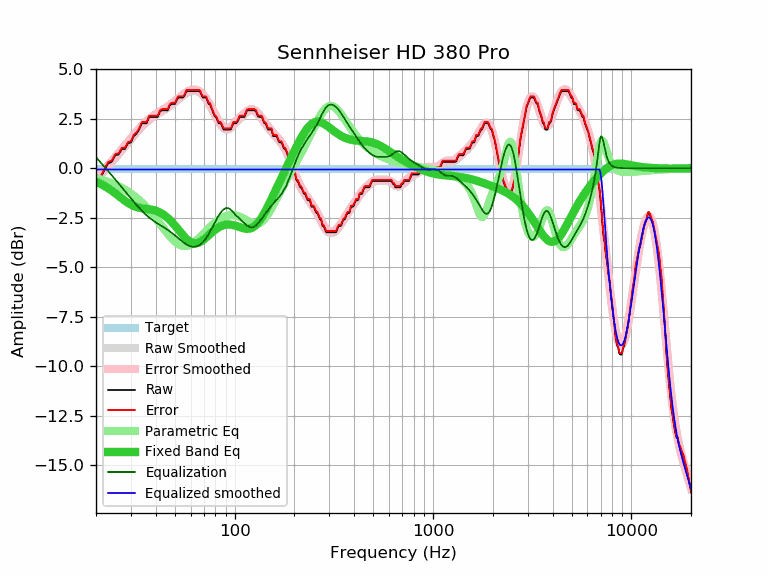 Sennheiser HD 380 Pro
5.0
2.5
0.0
−2.5
−5.0
−7.5
−10.0
−12.5
−15.0
Amplitude (dBr)
Target
Raw Smoothed
Error Smoothed
Raw
Error
Parametric Eq
Fixed Band Eq
Equalization
Equalized smoothed
100
1000
10000
Frequency (Hz)